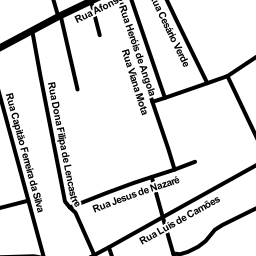 Rua Afons
Rua Heróis de Angola
Rua Viana Mota
Rua Cesário Verde
Rua Dona Filipa de Lencastre
Rua Capitão Ferreira da Silva
Rua Jesus de Nazaré
Rua Luís de Camões